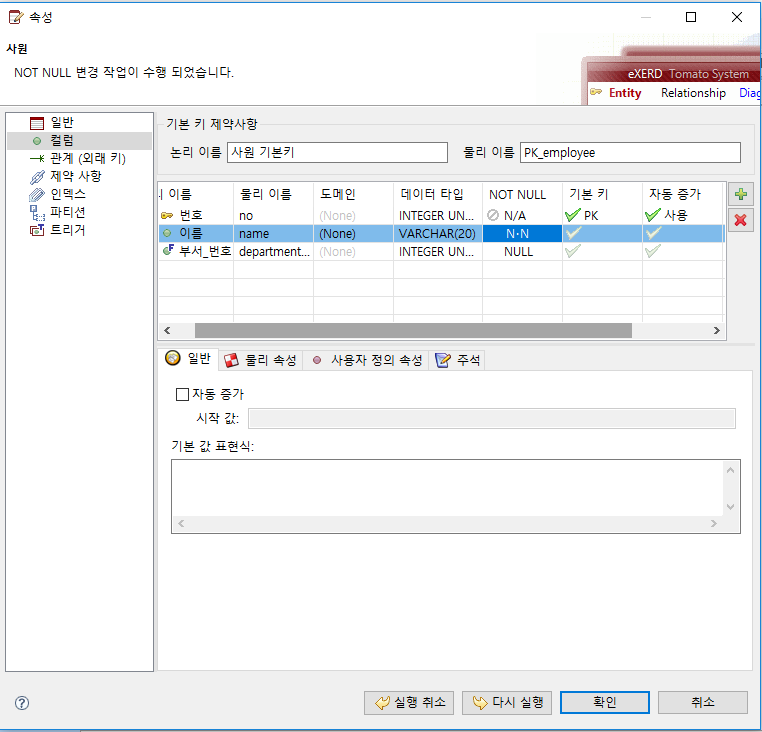 속성
사원
NOT NULL 변경 작업이 수행 되었습니다.
eXERD Tomato System
Entity Relationship Diag
일반
컬럼
관계 (외래 키)
제약 사항
인덱스
파티션
트리거
기본 키 제약사항
논리 이름 사원 기본키 물리 이름 PK_employee
이름 물리 이름 도메인 데이터 타입 NOT NULL 기본 키 자동 증가
번호 no (None) INTEGER UN... N/A PK 사용
이름 name (None) VARCHAR(20) N·N
부서_번호 department... (None) INTEGER UN... NULL
일반 물리 속성 사용자 정의 속성 주석
자동 증가
시작 값:
기본 값 표현식:
실행 취소 다시 실행 확인 취소